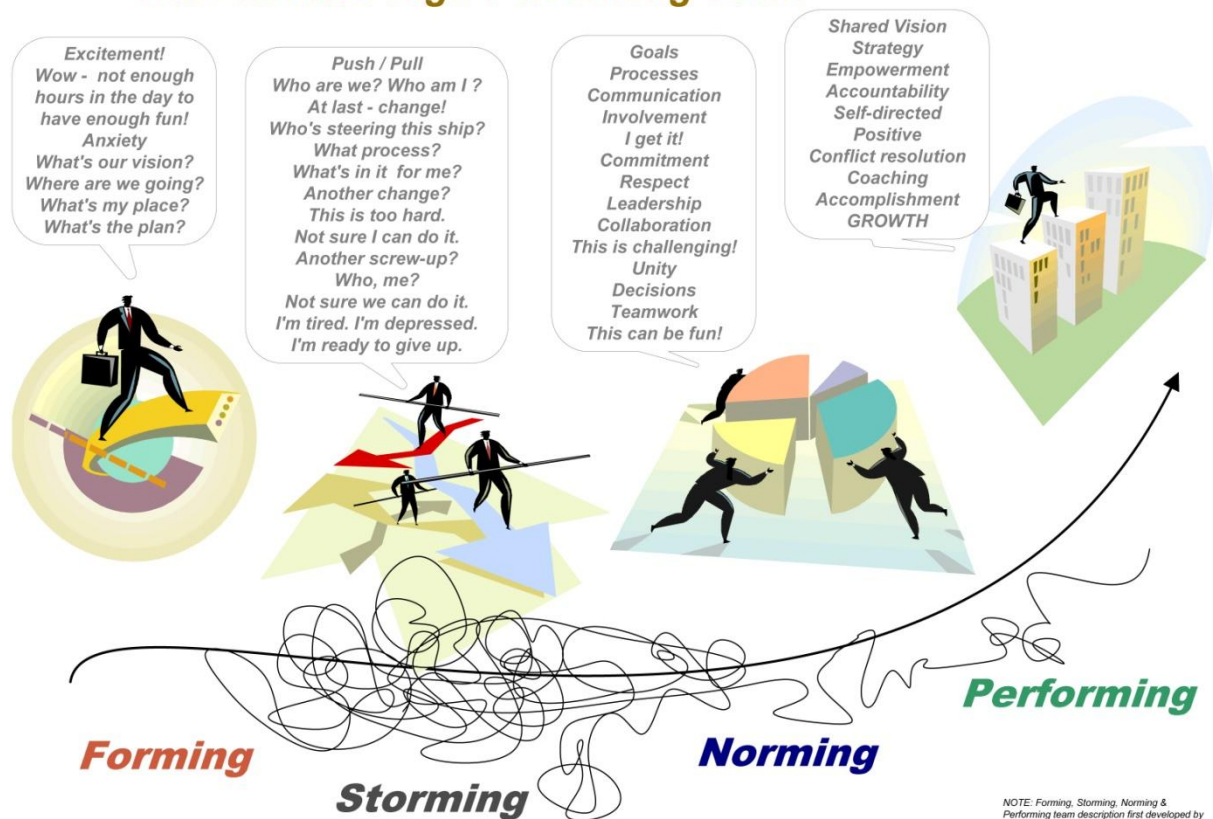 Excitement!
Wow - not enough
hours in the day to
have enough fun!
Anxiety
What's our vision?
Where are we going?
What's my place?
What's the plan?
Push / Pull
Who are we? Who am I ?
At last - change!
Who's steering this ship?
What process?
What's in it for me?
Another change?
This is too hard.
Not sure I can do it.
Another screw-up?
Who, me?
Not sure we can do it.
I'm tired. I'm depressed.
I'm ready to give up.
Goals
Processes
Communication
Involvement
I get it!
Commitment
Respect
Leadership
Collaboration
This is challenging!
Unity
Decisions
Teamwork
This can be fun!
Shared Vision
Strategy
Empowerment
Accountability
Self-directed
Positive
Conflict resolution
Coaching
Accomplishment
GROWTH
Forming
Storming
Norming
Performing
NOTE: Forming, Storming, Norming &
Performing team description first developed by